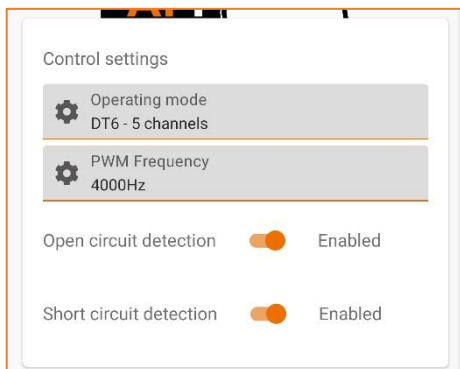 Control settings
Operating mode
DT6 - 5 channels
PWM Frequency
4000Hz
Open circuit detection Enabled
Short circuit detection Enabled